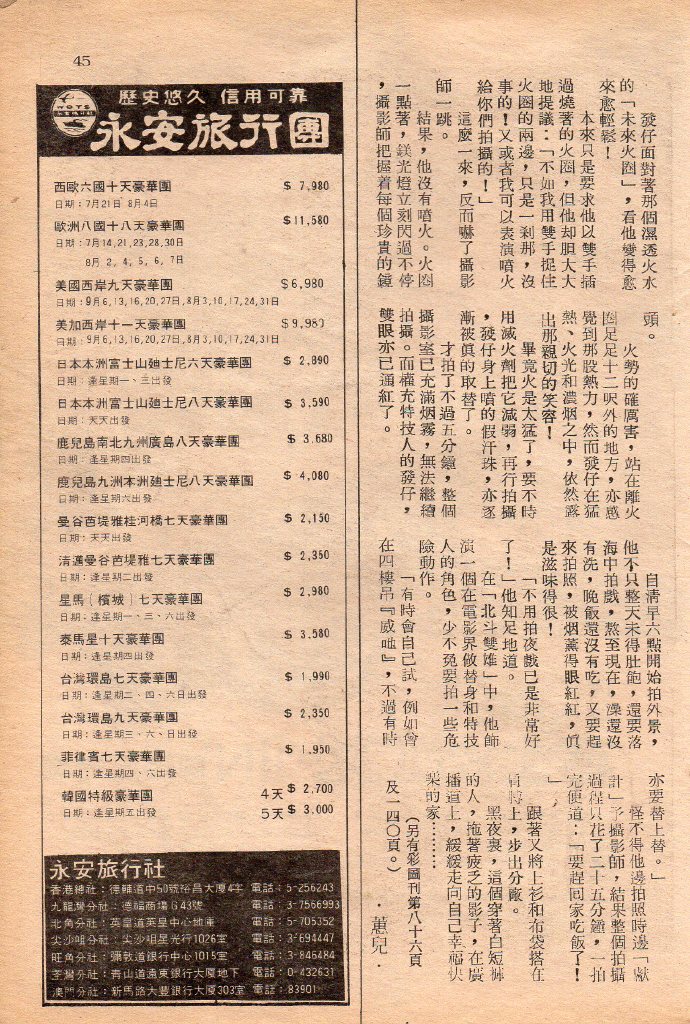 45
WOTS
歷史悠久 信用可靠
永安旅行團
西歐六國十天豪華團 $ 7,980
日期：7月21日 8月4日
歐洲八國十八天豪華團 $11,580
日期：7月14,21,23,28,30日
8月 2, 4, 5, 6, 7日
美國西岸九天豪華團 $6,980
日期：9月6,13,16,20,27日,8月3,10,17,24,31日
美加西岸十一天豪華團 $9,980
日期：9月6,13,16,20,27日,8月3,10,17,24,31日
日本本洲富士山廸士尼六天豪華團 $ 2,890
日期：逢星期一、三出發
日本本洲富士山廸士尼八天豪華團 $ 3,590
日期：天天出發
鹿兒島南北九州廣島八天豪華團 $ 3,680
日期：逢星期四出發
鹿兒島九洲本洲廸士尼八天豪華團 $ 4,080
日期：逢星期六出發
曼谷芭堤雅桂河橋七天豪華團 $ 2,150
日期：天天出發
清邁曼谷芭堤雅七天豪華團 $ 2,350
日期：逢星期二出發
星馬（檳城）七天豪華團 $ 2,980
日期：逢星期一、三、六出發
泰馬星十天豪華團 $ 3,580
日期：逢星期四出發
台灣環島七天豪華團 $ 1,990
日期：逢星期二、四、六日出發
台灣環島九天豪華團 $ 2,350
日期：逢星期三、六、日出發
菲律賓七天豪華團 $ 1,950
日期：逢星期四、六出發
韓國特級豪華團 4天 $ 2,700
日期：逢星期五出發 5天 $ 3,000
永安旅行社
香港總社：德輔道中50號裕昌大廈4字 電話：5-256243
九龍灣分社：德福商場G43號 電話：3-7566993
北角分社：英皇道英皇中心地庫 電話：5-705352
尖沙咀分社：尖沙咀星光行1026室 電話：3-694447
旺角分社：彌敦道銀行中心1015室 電話：3-846484
荃灣分社：青山道遠東銀行大廈地下 電話：0-432631
澳門分社：新馬路大豐銀行大廈303室 電話：83901
發仔面對著那個濕透火水
的「未來火圈」，看他變得愈
來愈輕鬆！
本來只是要求他以雙手插
過燒著的火圈，但他却胆大大
地提議：「不如我用雙手捉住
火圈的兩邊，只是一刹那，沒
事的！又或者我可以表演噴火
給你們拍攝的！」
這麼一來，反而嚇了攝影
師一跳。
結果，他沒有噴火。火圈
一點著，鎂光燈立刻閃過不停
，攝影師把握着每個珍貴的鏡
頭。
火勢的確厲害，站在離火
圈足足十二呎外的地方，亦感
覺到那股熱力，然而發仔在猛
熱、火光和濃烟之中，依然露
出那親切的笑容！
畢竟火是太猛了，要不時
用滅火劑把它減弱，再行拍攝
，發仔身上噴的假汗珠，亦逐
漸被眞的取替了。
才拍了不過五分鐘，整個
攝影室已充滿烟霧，無法繼續
拍攝。而權充特技人的發仔，
雙眼亦已通紅了。
自清早六點開始拍外景，
他不只整天未得肚飽，還要落
海中拍戲，熬至現在，澡還沒
有洗，晚飯還沒有吃，又要趕
來拍照，被烟薰得眼紅紅，眞
是滋味得很！
「不用拍夜戲已是非常好
了！」他知足地道。
在「北斗雙雄」中，他飾
演一個在電影界做替身和特技
人的角色，少不免要拍一些危
險動作。
「有時會自己試，例如會
在四樓吊『威吔』，不過有時
亦要替上替。」
怪不得他邊拍照時邊「獻
計」予攝影師，結果整個拍攝
過程只花了二十五分鐘，一拍
完便道：「要趕回家吃飯了！
」
跟著又將上衫和布袋搭在
肩膊上，步出分廠。
黑夜裏，這個穿著白短褲
的人，拖著疲乏的影子，在廣
播道上，緩緩走向自己幸福快
樂的家………
．蕙兒．
（另有彩圖刊第八十六頁
及一四〇頁。）